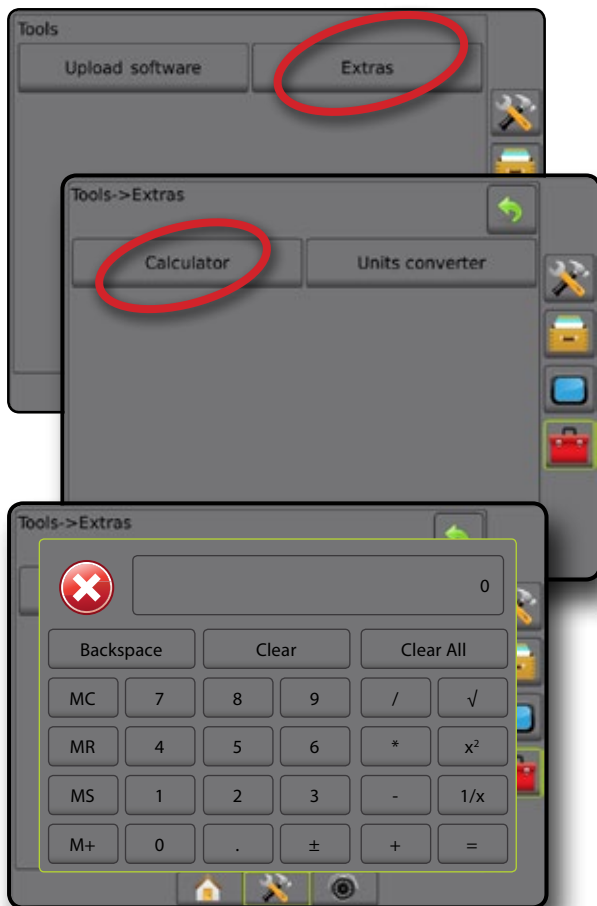 Tools
Upload software Extras
Tools->Extras
Calculator Units converter
Tools->Extras
0
Backspace Clear Clear All
MC 7 8 9 / √
MR 4 5 6 * x²
MS 1 2 3 - 1/x
M+ 0 . ± + =